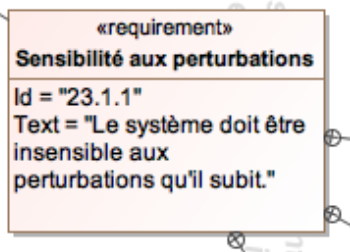 «requirement»
Sensibilité aux perturbations
Id = "23.1.1"
Text = "Le système doit être
insensible aux
perturbations qu'il subit."